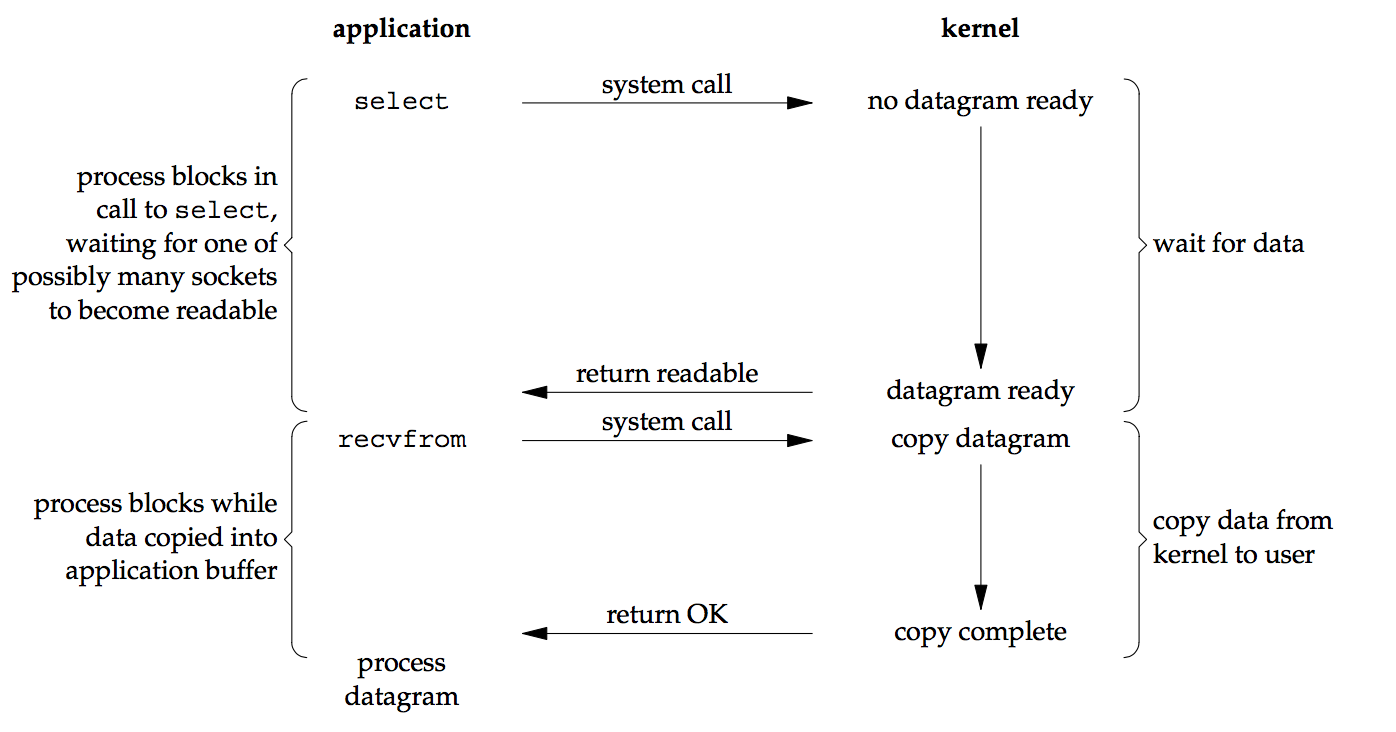 application
kernel
select
system call
no datagram ready
process blocks in
call to select,
waiting for one of
possibly many sockets
to become readable
wait for data
return readable
datagram ready
recvfrom
system call
copy datagram
process blocks while
data copied into
application buffer
copy data from
kernel to user
return OK
copy complete
process
datagram